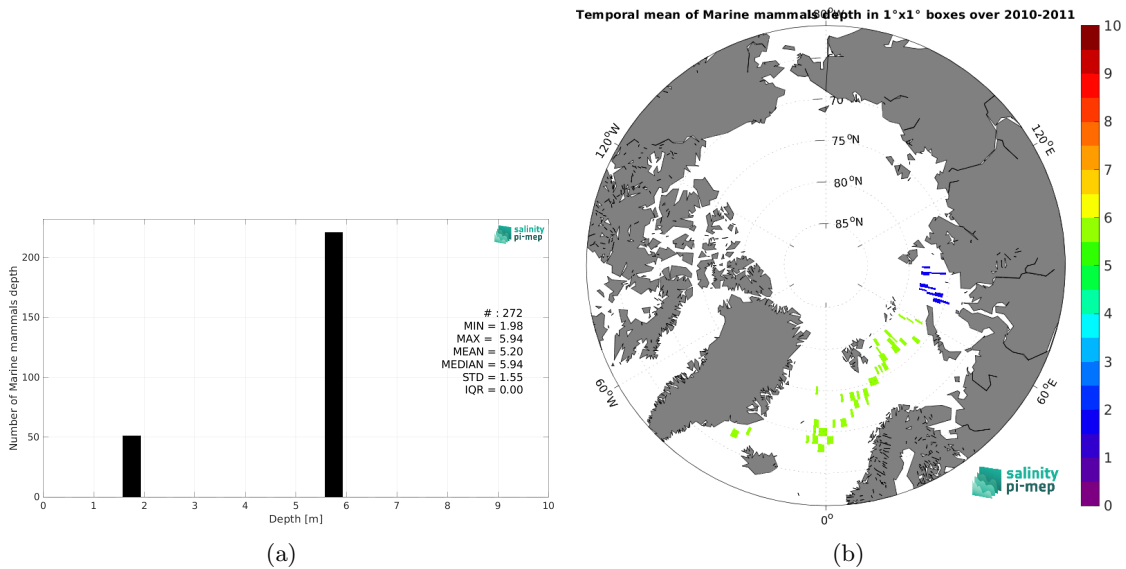 200
150
100
50
0
Number of Marine mammals depth
0 1 2 3 4 5 6 7 8 9 10
Depth [m]
salinity
pi-mep
# : 272
MIN = 1.98
MAX = 5.94
MEAN = 5.20
MEDIAN = 5.94
STD = 1.55
IQR = 0.00
(a)
Temporal mean of Marine mammals depth in 1°x1° boxes over 2010-2011
180°W
120°W
120°E
60°W
60°E
0°
70°N
75°N
80°N
85°N
salinity
pi-mep
10
9
8
7
6
5
4
3
2
1
0
(b)